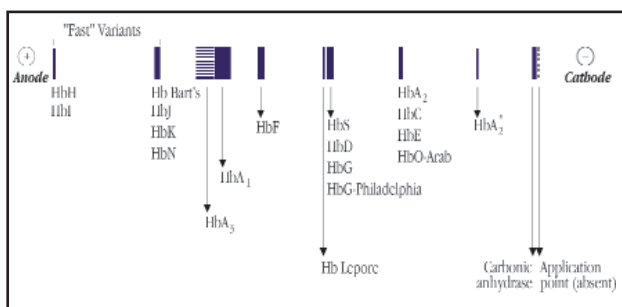 "Fast" Variants
+
−
Anode
Cathode
HbH
HbI
Hb Bart's
HbJ
HbK
HbN
HbA₃
HbA₁
HbF
Hb Lepore
HbS
HbD
HbG
HbG-Philadelphia
HbA₂
HbC
HbE
HbO-Arab
HbA₂'
Carbonic
anhydrase
Application
point (absent)